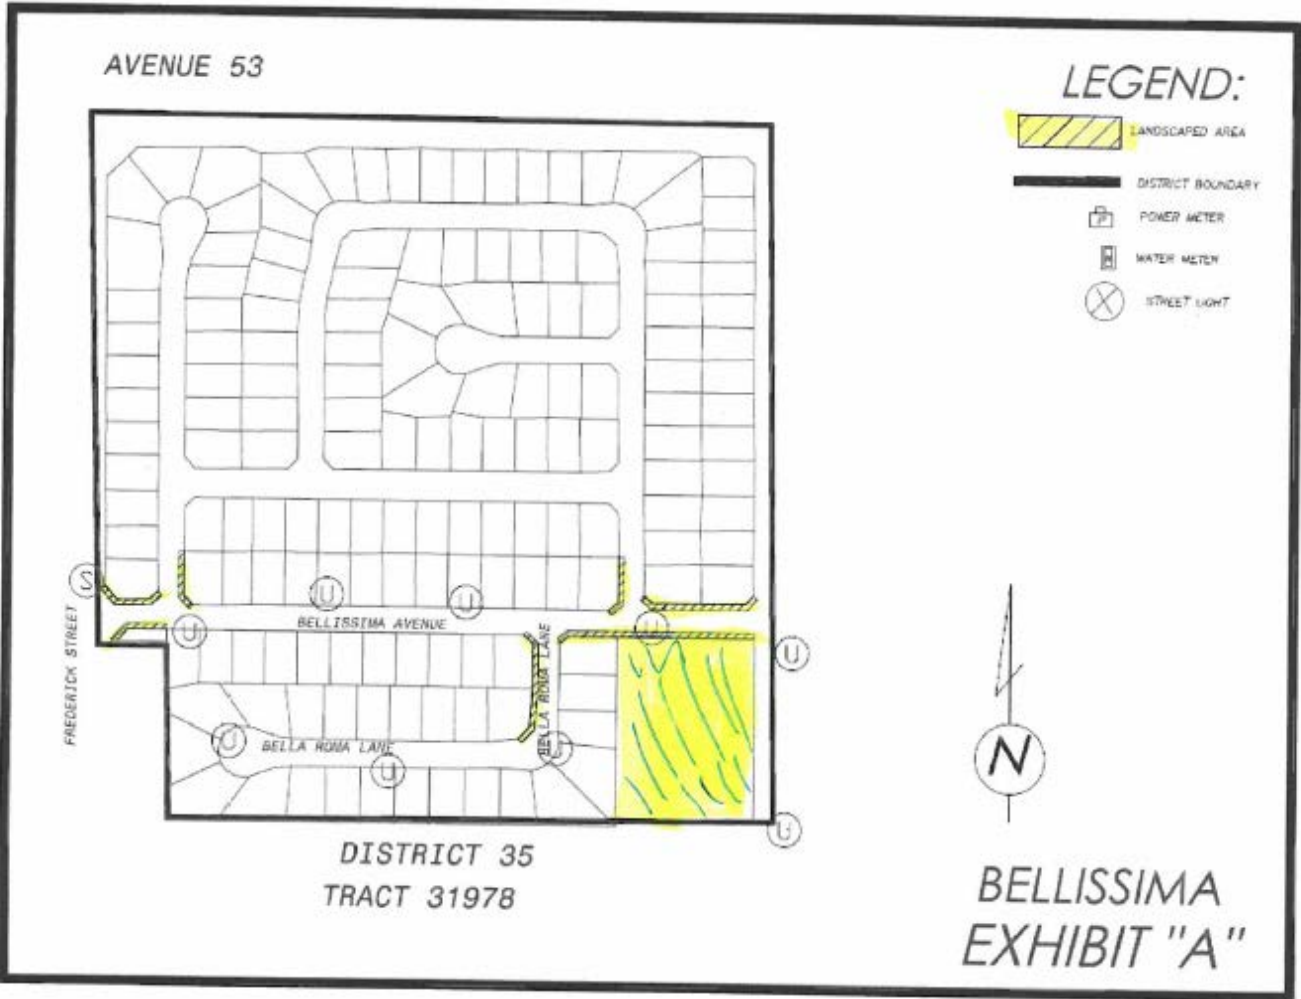 AVENUE 53
LEGEND:
LANDSCAPED AREA
DISTRICT BOUNDARY
POWER METER
WATER METER
STREET LIGHT
S
U
U
U
U
U
BELLISSIMA AVENUE
BELLA ROMA LANE
FREDERICK STREET
U
BELLA ROMA LANE
U
U
U
N
DISTRICT 35
TRACT 31978
BELLISSIMA
EXHIBIT "A"